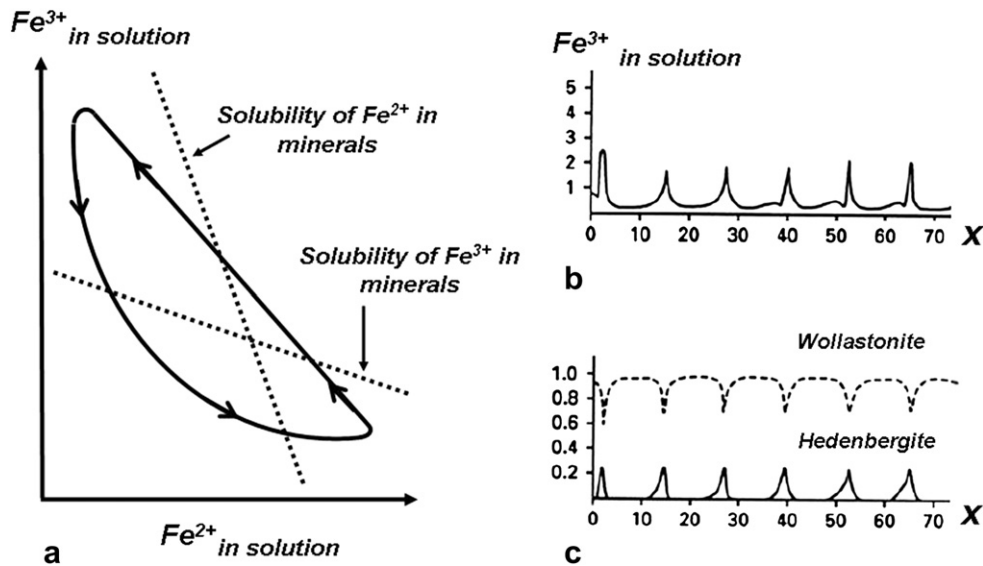 Fe³⁺ in solution
Solubility of Fe²⁺ in
minerals
Solubility of Fe³⁺ in
minerals
Fe²⁺ in solution
a
Fe³⁺ in solution
5
4
3
2
1
0 10 20 30 40 50 60 70 X
b
Wollastonite
1.0
0.8
0.6
0.4
Hedenbergite
0.2
0 10 20 30 40 50 60 70 X
c